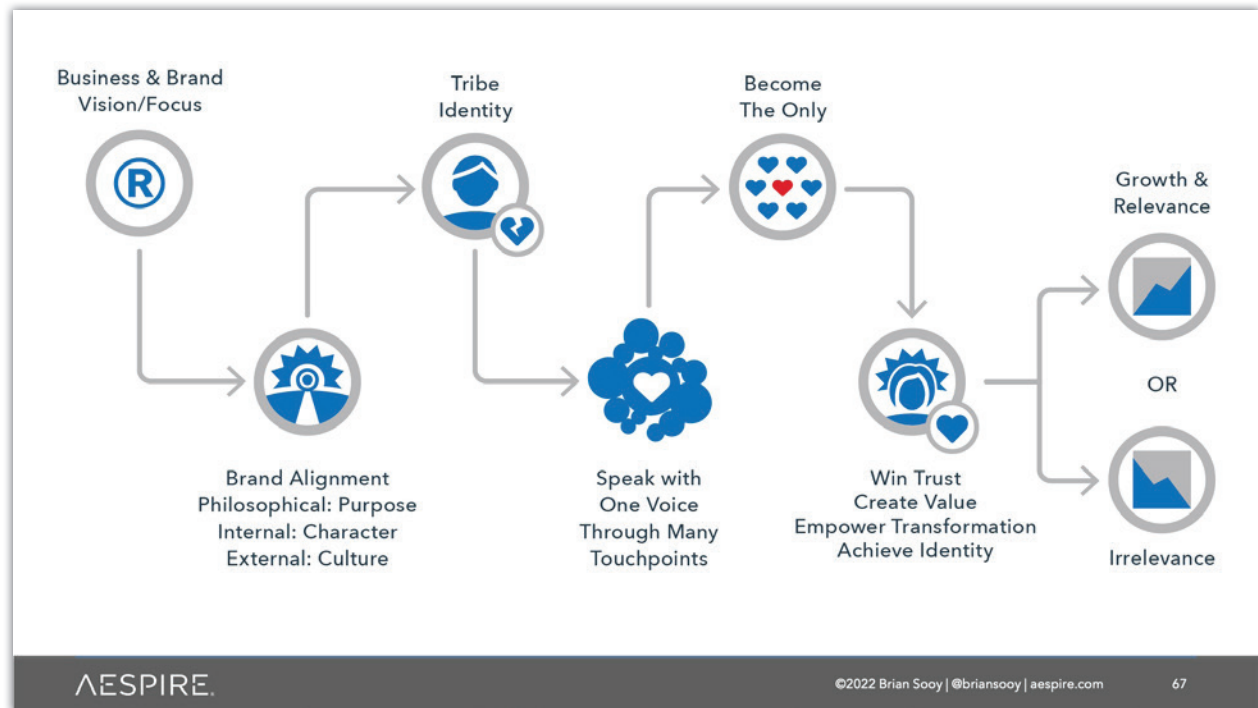 Business & Brand
Vision/Focus
®
Brand Alignment
Philosophical: Purpose
Internal: Character
External: Culture
Tribe
Identity
Speak with
One Voice
Through Many
Touchpoints
Become
The Only
Win Trust
Create Value
Empower Transformation
Achieve Identity
Growth &
Relevance
OR
Irrelevance
AESPIRE.
©2022 Brian Sooy | @briansooy | aespire.com
67